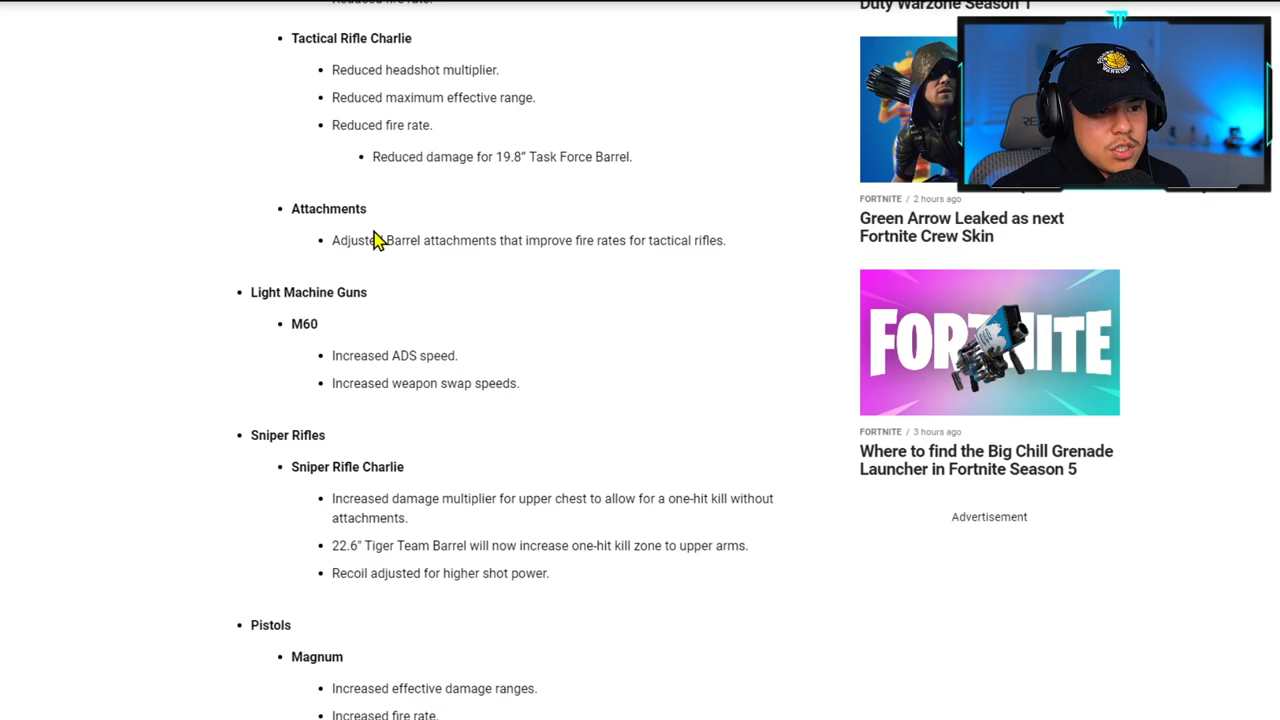 Reduced fire rate.
Tactical Rifle Charlie
Reduced headshot multiplier.
Reduced maximum effective range.
Reduced fire rate.
Reduced damage for 19.8” Task Force Barrel.
Attachments
Adjusted Barrel attachments that improve fire rates for tactical rifles.
Light Machine Guns
M60
Increased ADS speed.
Increased weapon swap speeds.
Sniper Rifles
Sniper Rifle Charlie
Increased damage multiplier for upper chest to allow for a one-hit kill without
attachments.
22.6" Tiger Team Barrel will now increase one-hit kill zone to upper arms.
Recoil adjusted for higher shot power.
Pistols
Magnum
Increased effective damage ranges.
Increased fire rate.
Duty Warzone Season 1
FORTNITE / 2 hours ago
Green Arrow Leaked as next
Fortnite Crew Skin
FORTNITE
FORTNITE / 3 hours ago
Where to find the Big Chill Grenade
Launcher in Fortnite Season 5
Advertisement